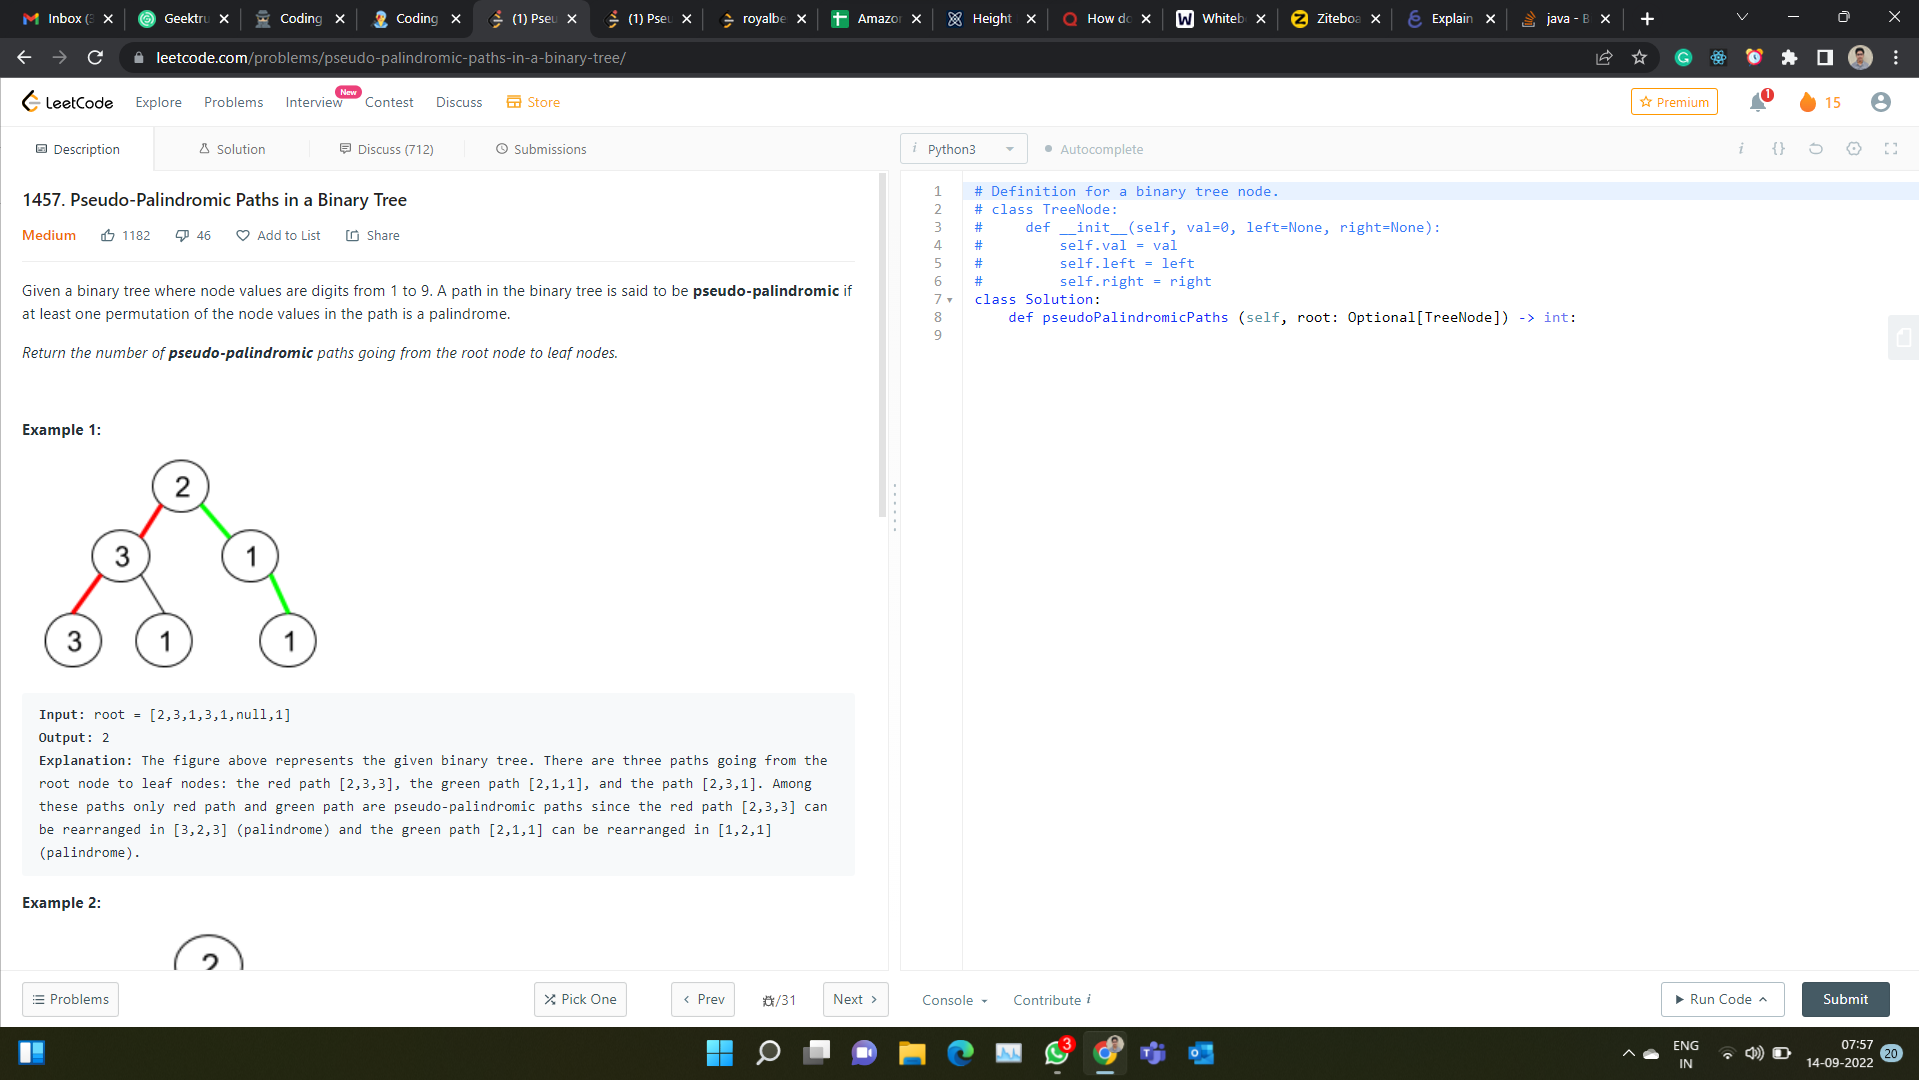 Inbox (
Geektru
Coding
Coding
(1) Pseu
(1) Pseu
royalbe
Amazon
Height
How do
Whiteb
Ziteboa
Explain
java - B
leetcode.com/problems/pseudo-palindromic-paths-in-a-binary-tree/
LeetCode
Explore
Problems
Interview
New
Contest
Discuss
Store
Premium
1
15
Description
Solution
Discuss (712)
Submissions
i Python3
Autocomplete
i {}
1457. Pseudo-Palindromic Paths in a Binary Tree
Medium 1182 46 Add to List Share
Given a binary tree where node values are digits from 1 to 9. A path in the binary tree is said to be pseudo-palindromic if
at least one permutation of the node values in the path is a palindrome.
Return the number of pseudo-palindromic paths going from the root node to leaf nodes.
Example 1:
2
3 1
3 1 1
Input: root = [2,3,1,3,1,null,1]
Output: 2
Explanation: The figure above represents the given binary tree. There are three paths going from the
root node to leaf nodes: the red path [2,3,3], the green path [2,1,1], and the path [2,3,1]. Among
these paths only red path and green path are pseudo-palindromic paths since the red path [2,3,3] can
be rearranged in [3,2,3] (palindrome) and the green path [2,1,1] can be rearranged in [1,2,1]
(palindrome).
Example 2:
2
1 # Definition for a binary tree node.
2 # class TreeNode:
3 #     def __init__(self, val=0, left=None, right=None):
4 #         self.val = val
5 #         self.left = left
6 #         self.right = right
7 class Solution:
8     def pseudoPalindromicPaths (self, root: Optional[TreeNode]) -> int:
9
Problems
Pick One
Prev
/31
Next
Console
Contribute i
Run Code
Submit
3
ENG
IN
07:57
14-09-2022
20